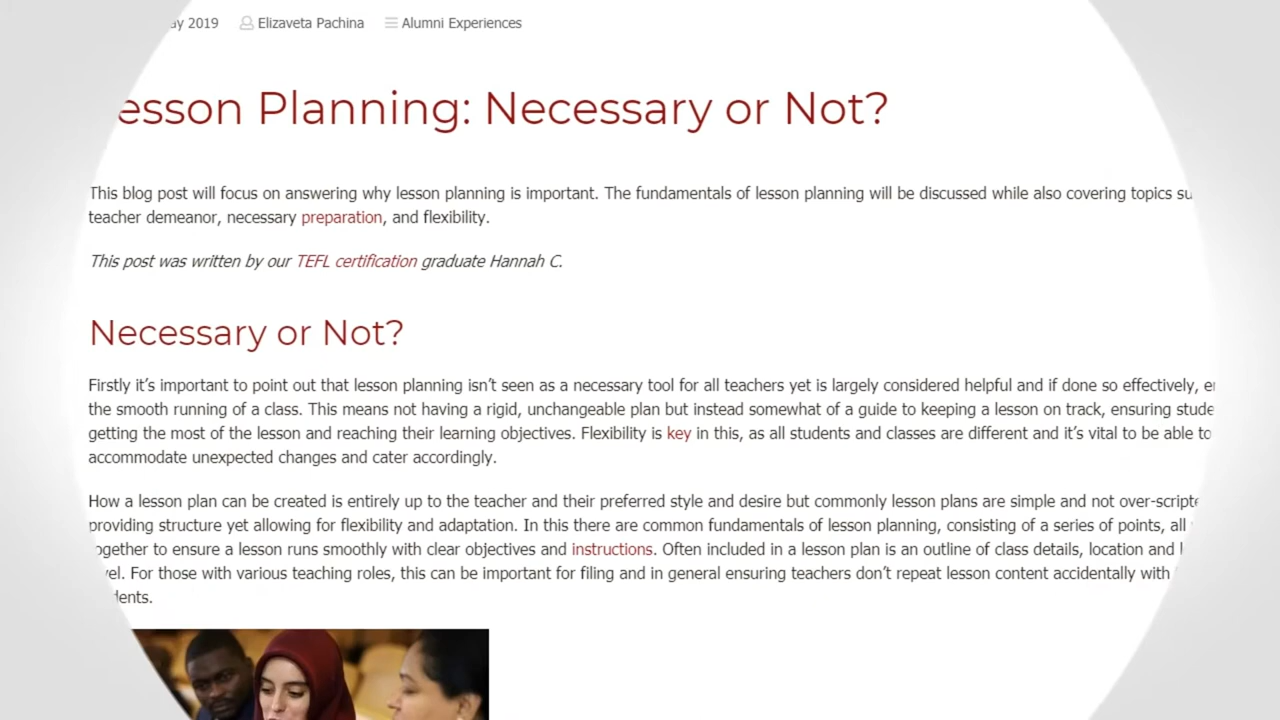 2019 Elizaveta Pachina Alumni Experiences
Planning: Necessary or Not?
This blog post will focus on answering why lesson planning is important. The fundamentals of lesson planning will be discussed while also covering topics
teacher demeanor, necessary preparation, and flexibility.
This post was written by our TEFL certification graduate Hannah C.
Necessary or Not?
Firstly it's important to point out that lesson planning isn't seen as a necessary tool for all teachers yet is largely considered helpful and if done so effectively,
the smooth running of a class. This means not having a rigid, unchangeable plan but instead somewhat of a guide to keeping a lesson on track, ensuring
getting the most of the lesson and reaching their learning objectives. Flexibility is key in this, as all students and classes are different and it's vital to be able to
accommodate unexpected changes and cater accordingly.
How a lesson plan can be created is entirely up to the teacher and their preferred style and desire but commonly lesson plans are simple and not
providing structure yet allowing for flexibility and adaptation. In this there are common fundamentals of lesson planning, consisting of a series of points, all
together to ensure a lesson runs smoothly with clear objectives and instructions. Often included in a lesson plan is an outline of class details, location and
For those with various teaching roles, this can be important for filing and in general ensuring teachers don't repeat lesson content accidentally with